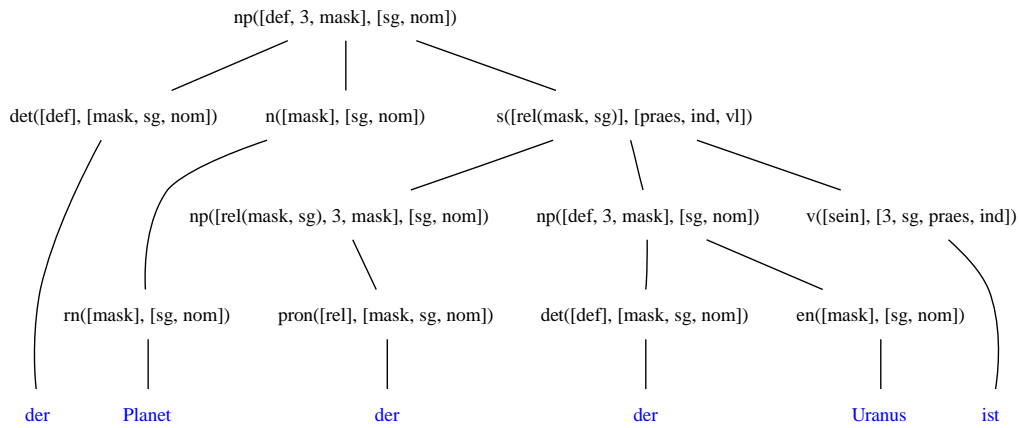 np([def, 3, mask], [sg, nom])
det([def], [mask, sg, nom]) n([mask], [sg, nom]) s([rel(mask, sg)], [praes, ind, vl])
np([rel(mask, sg), 3, mask], [sg, nom]) np([def, 3, mask], [sg, nom]) v([sein], [3, sg, praes, ind])
rn([mask], [sg, nom]) pron([rel], [mask, sg, nom]) det([def], [mask, sg, nom]) en([mask], [sg, nom])
der Planet der der Uranus ist